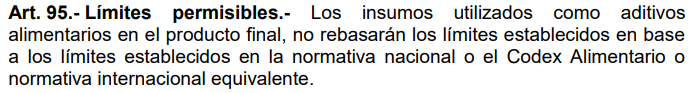 Art. 95.- Límites permisibles.- Los insumos utilizados como aditivos
alimentarios en el producto final, no rebasarán los límites establecidos en base
a los límites establecidos en la normativa nacional o el Codex Alimentario o
normativa internacional equivalente.